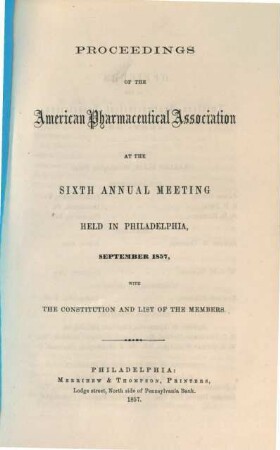 PROCEEDINGS
OF THE
American Pharmaceutical Association
AT THE
SIXTH ANNUAL MEETING
HELD IN PHILADELPHIA,
SEPTEMBER 1857,
WITH
THE CONSTITUTION AND LIST OF THE MEMBERS.
PHILADELPHIA:
MERRIHEW & THOMPSON, PRINTERS,
Lodge street, North side of Pennsylvania Bank.
1857.